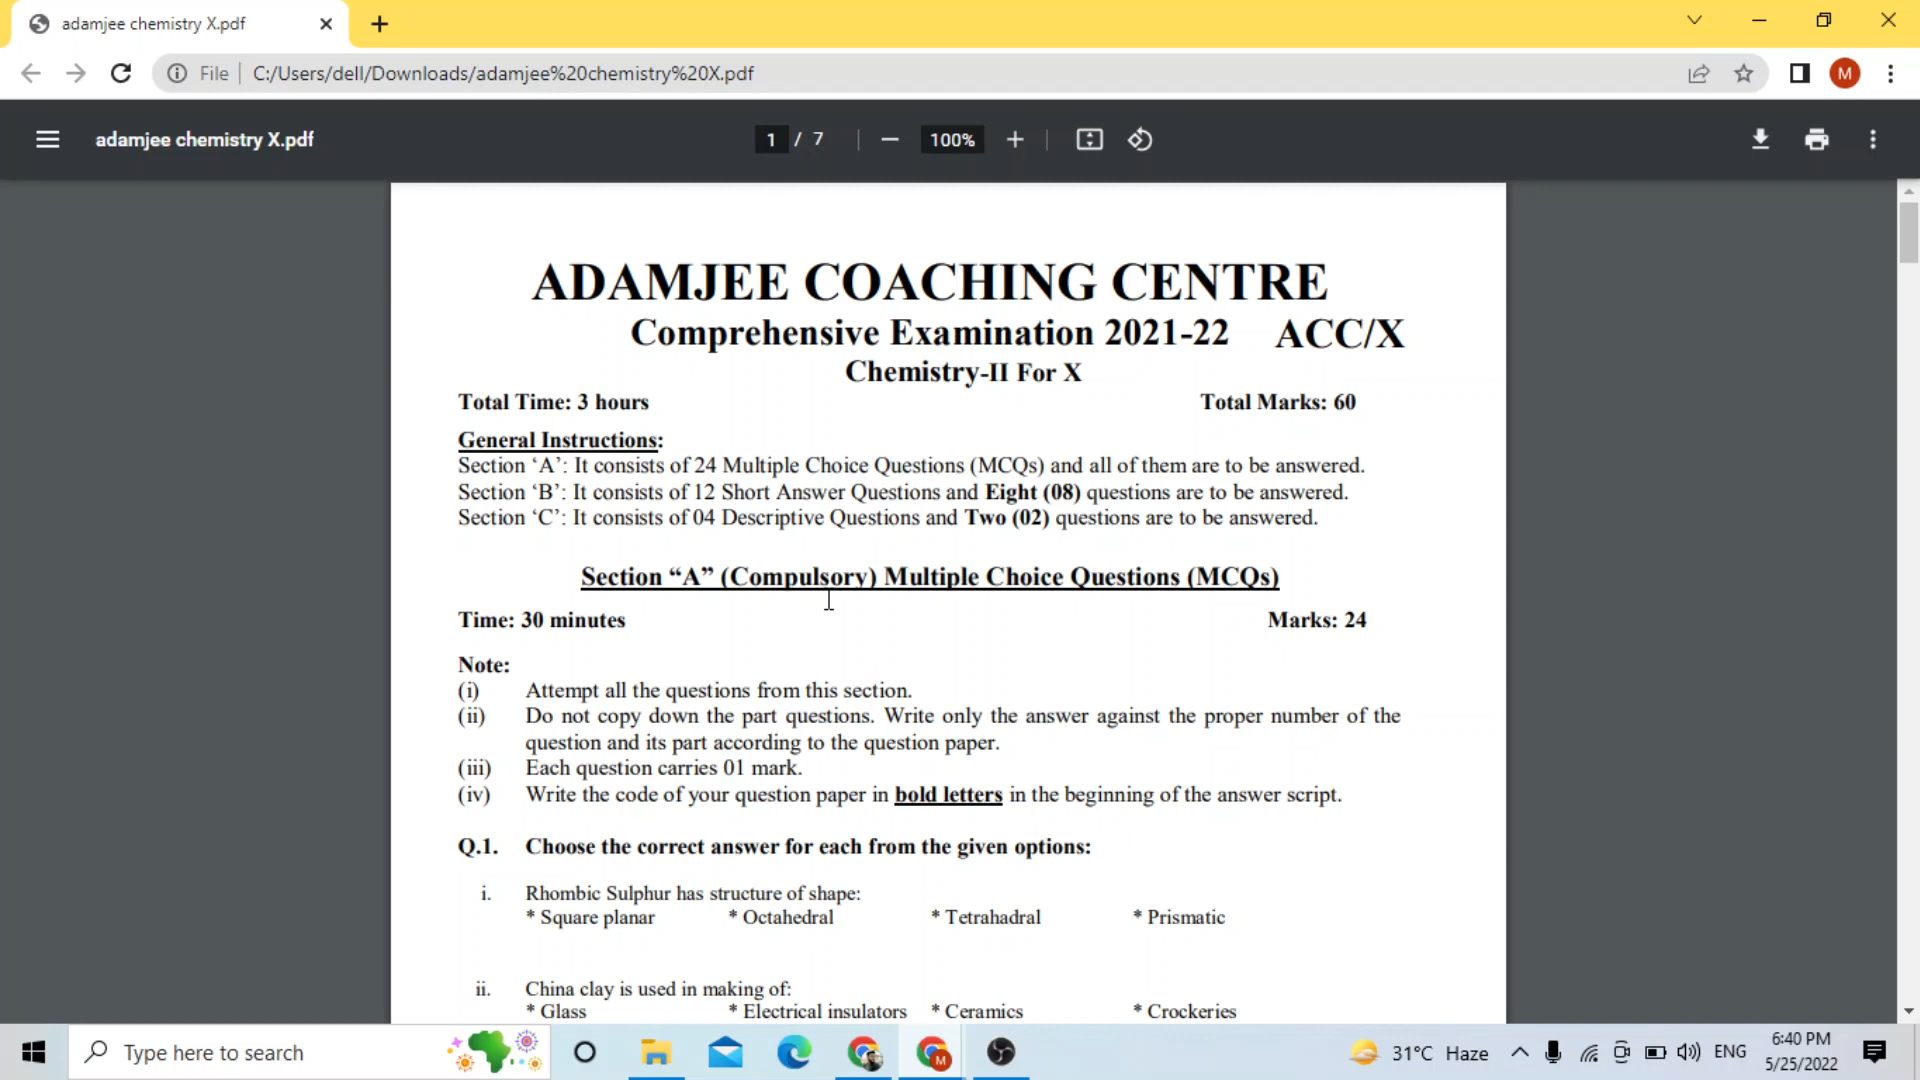 adamjee chemistry X.pdf
File C:/Users/dell/Downloads/adamjee%20chemistry%20X.pdf
M
adamjee chemistry X.pdf
1 / 7
100%
ADAMJEE COACHING CENTRE
Comprehensive Examination 2021-22 ACC/X
Chemistry-II For X
Total Time: 3 hours Total Marks: 60
General Instructions:
Section ‘A’: It consists of 24 Multiple Choice Questions (MCQs) and all of them are to be answered.
Section ‘B’: It consists of 12 Short Answer Questions and Eight (08) questions are to be answered.
Section ‘C’: It consists of 04 Descriptive Questions and Two (02) questions are to be answered.
Section “A” (Compulsory) Multiple Choice Questions (MCQs)
Time: 30 minutes Marks: 24
Note:
(i) Attempt all the questions from this section.
(ii) Do not copy down the part questions. Write only the answer against the proper number of the
question and its part according to the question paper.
(iii) Each question carries 01 mark.
(iv) Write the code of your question paper in bold letters in the beginning of the answer script.
Q.1. Choose the correct answer for each from the given options:
i. Rhombic Sulphur has structure of shape:
* Square planar * Octahedral * Tetrahadral * Prismatic
ii. China clay is used in making of:
* Glass * Electrical insulators * Ceramics * Crockeries
Type here to search
M
31°C Haze
ENG
6:40 PM
5/25/2022